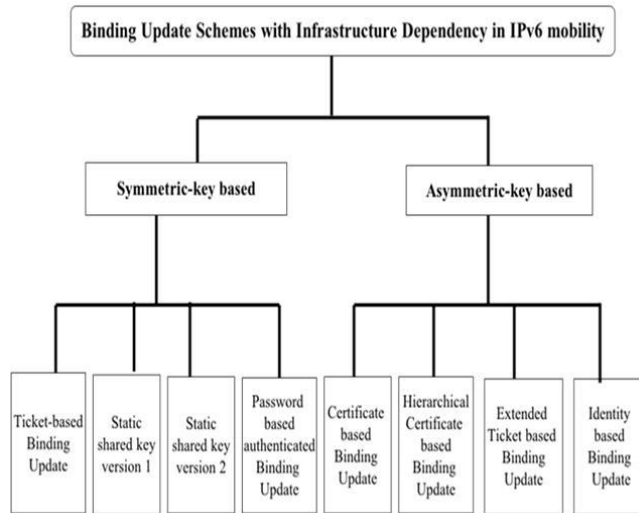 Binding Update Schemes with Infrastructure Dependency in IPv6 mobility
Symmetric-key based
Asymmetric-key based
Ticket-based
Binding
Update
Static
shared key
version 1
Static
shared key
version 2
Password
based
authenticated
Binding
Update
Certificate
based
Binding
Update
Hierarchical
Certificate
based
Binding
Update
Extended
Ticket based
Binding
Update
Identity
based
Binding
Update